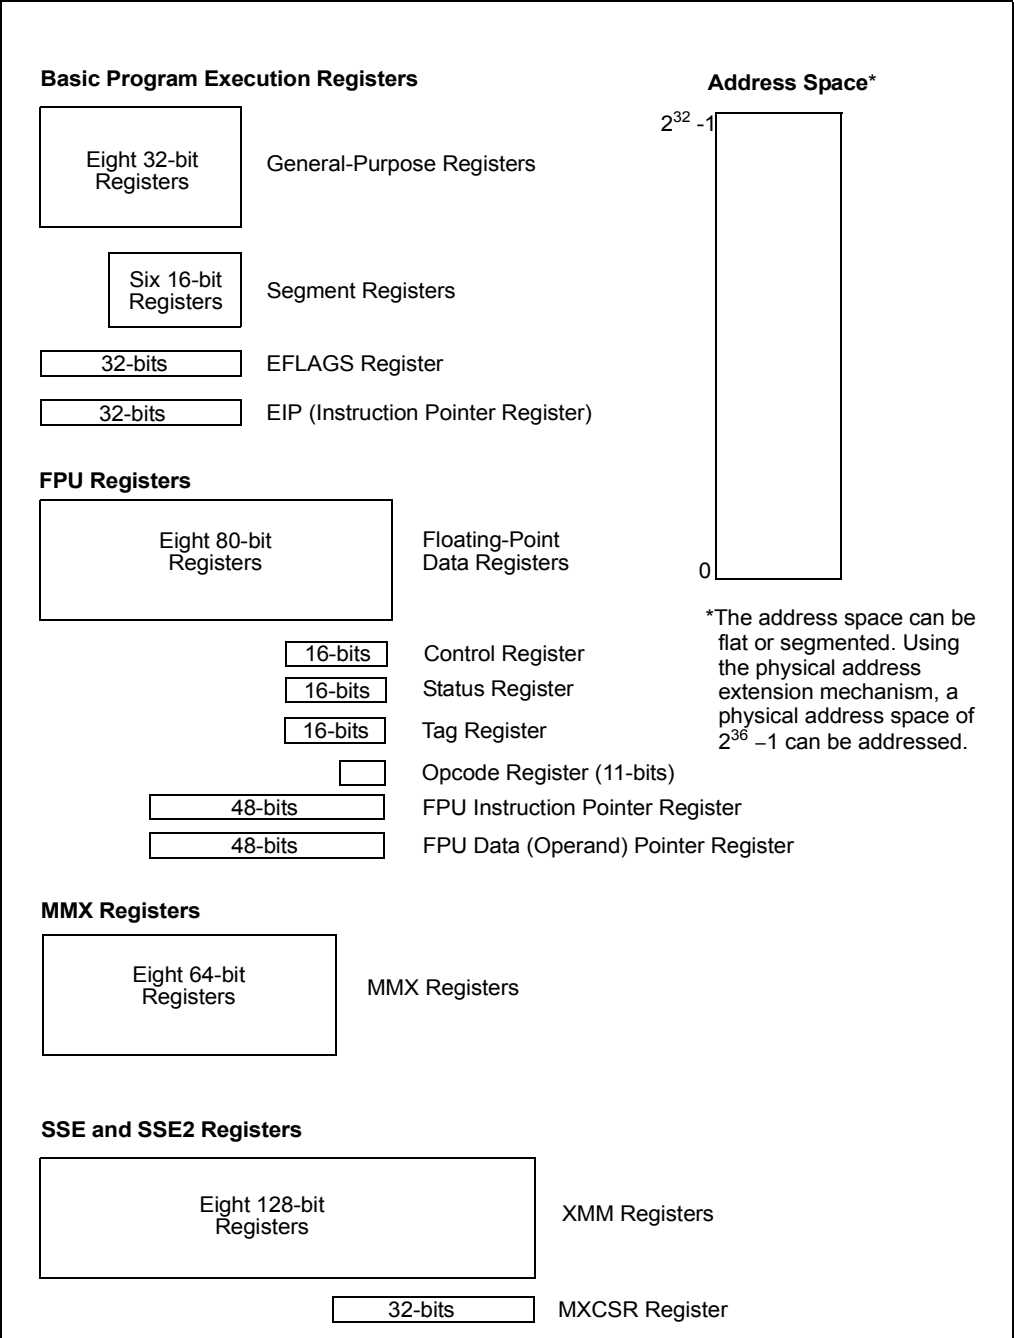 Basic Program Execution Registers
Eight 32-bit
Registers
General-Purpose Registers
Six 16-bit
Registers
Segment Registers
32-bits
EFLAGS Register
32-bits
EIP (Instruction Pointer Register)
FPU Registers
Eight 80-bit
Registers
Floating-Point
Data Registers
16-bits
Control Register
16-bits
Status Register
16-bits
Tag Register
Opcode Register (11-bits)
48-bits
FPU Instruction Pointer Register
48-bits
FPU Data (Operand) Pointer Register
MMX Registers
Eight 64-bit
Registers
MMX Registers
SSE and SSE2 Registers
Eight 128-bit
Registers
XMM Registers
32-bits
MXCSR Register
Address Space*
2^32 -1
0
*The address space can be
flat or segmented. Using
the physical address
extension mechanism, a
physical address space of
2^36 –1 can be addressed.